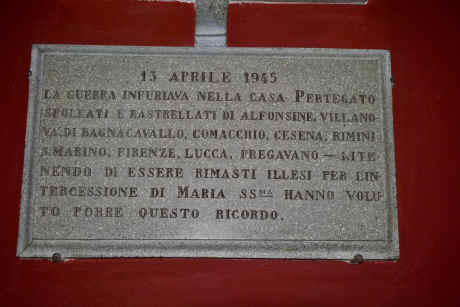 13 APRILE 1945
LA GUERRA INFURIAVA NELLA CASA PERTEGATO
SFOLLATI E RASTRELLATI DI ALFONSINE, VILLANO
VA, DI BAGNACAVALLO, COMACCHIO, CESENA, RIMINI
S. MARINO, FIRENZE, LUCCA, PREGAVANO — RITE
NENDO DI ESSERE RIMASTI ILLESI PER L'IN
TERCESSIONE DI MARIA SS.MA HANNO VOLU
TO PORRE QUESTO RICORDO.